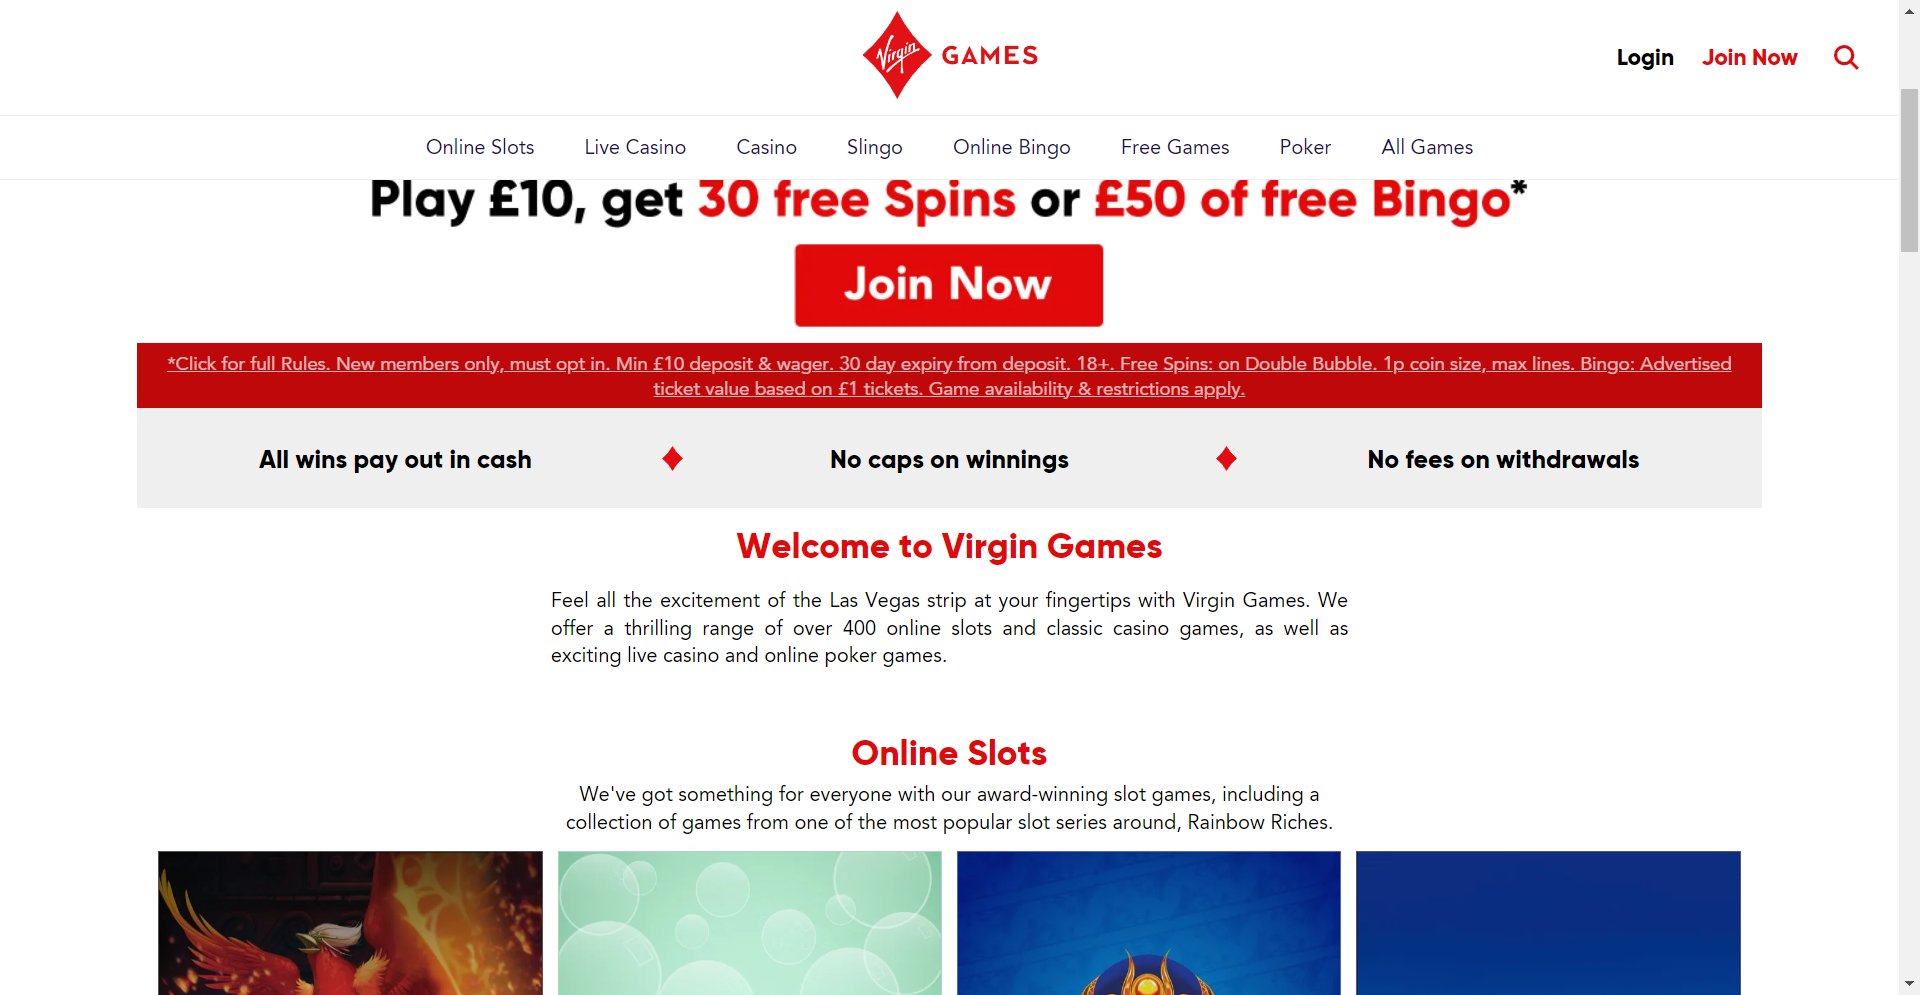 Virgin GAMES
Login Join Now
Online Slots Live Casino Casino Slingo Online Bingo Free Games Poker All Games
Play £10, get 30 free Spins or £50 of free Bingo*
Join Now
*Click for full Rules. New members only, must opt in. Min £10 deposit & wager. 30 day expiry from deposit. 18+. Free Spins: on Double Bubble. 1p coin size, max lines. Bingo: Advertised
ticket value based on £1 tickets. Game availability & restrictions apply.
All wins pay out in cash No caps on winnings No fees on withdrawals
Welcome to Virgin Games
Feel all the excitement of the Las Vegas strip at your fingertips with Virgin Games. We
offer a thrilling range of over 400 online slots and classic casino games, as well as
exciting live casino and online poker games.
Online Slots
We've got something for everyone with our award-winning slot games, including a
collection of games from one of the most popular slot series around, Rainbow Riches.